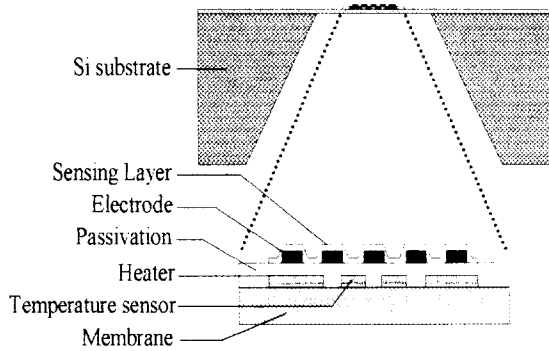 Si substrate
Sensing Layer
Electrode
Passivation
Heater
Temperature sensor
Membrane